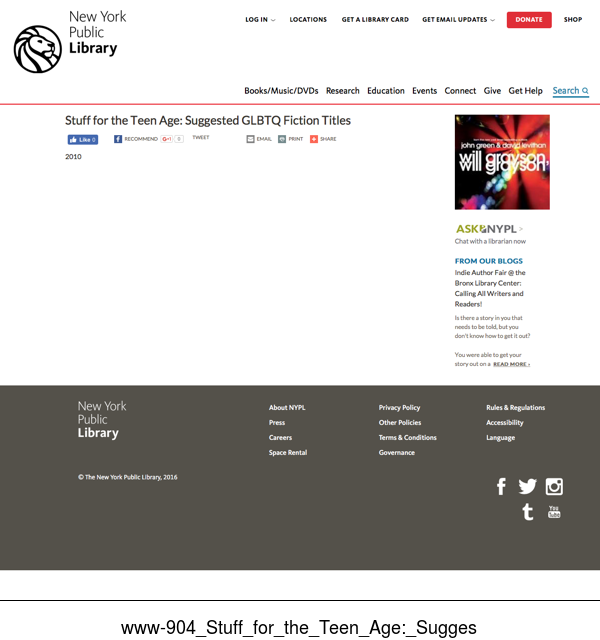 New York
Public
Library
LOG IN
LOCATIONS
GET A LIBRARY CARD
GET EMAIL UPDATES
DONATE
SHOP
Books/Music/DVDs
Research
Education
Events
Connect
Give
Get Help
Search
Stuff for the Teen Age: Suggested GLBTQ Fiction Titles
Like 0
RECOMMEND
G+1 0
TWEET
EMAIL
PRINT
SHARE
2010
john green & david levithan
will grayson,
will grayson
ASK NYPL >
Chat with a librarian now
FROM OUR BLOGS
Indie Author Fair @ the
Bronx Library Center:
Calling All Writers and
Readers!
Is there a story in you that
needs to be told, but you
don't know how to get it out?
You were able to get your
story out on a READ MORE ›
New York
Public
Library
About NYPL
Press
Careers
Space Rental
Privacy Policy
Other Policies
Terms & Conditions
Governance
Rules & Regulations
Accessibility
Language
© The New York Public Library, 2016
You
Tube
www-904_Stuff_for_the_Teen_Age:_Sugges